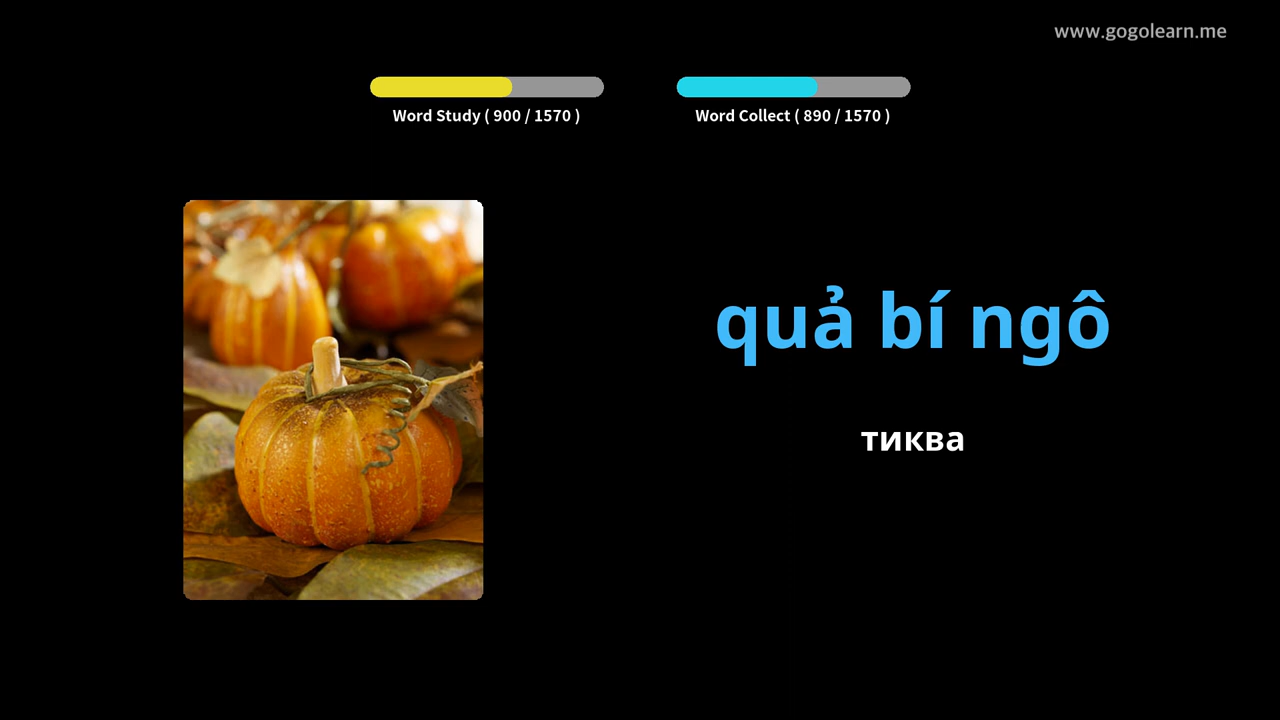 www.gogolearn.me
Word Study ( 900 / 1570 )
Word Collect ( 890 / 1570 )
quả bí ngô
тиква